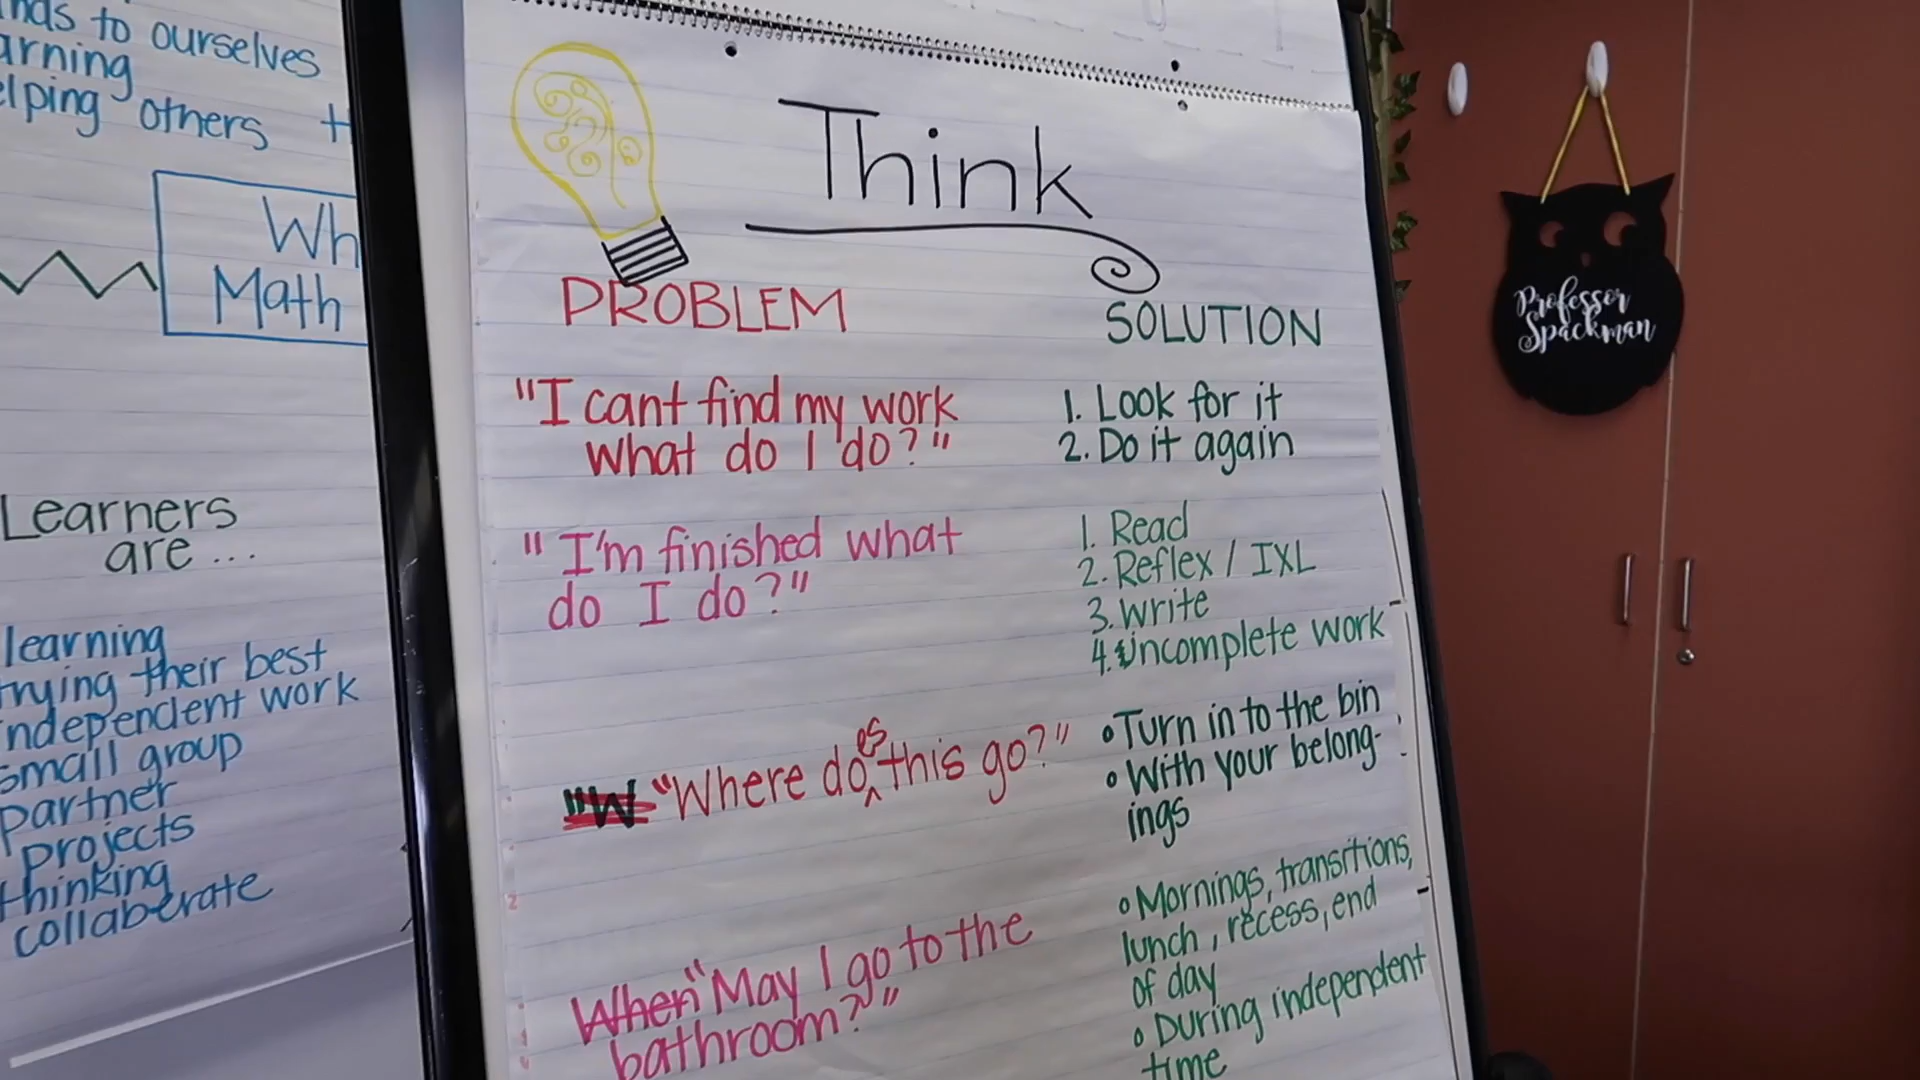 to ourselves
others
Wh
Math
Learners
are ...
learning
trying their best
independent work
small group
partner
projects
thinking
collaberate
Think
PROBLEM
SOLUTION
"I cant find my work
what do I do?"
1. Look for it
2. Do it again
"I'm finished what
do I do?"
1. Read
2. Reflex / IXL
3. Write
4. Uncomplete work
"W "Where does this go?"
• Turn in to the bin
• With your belong-
ings
When "May I go to the
bathroom?"
• Mornings, transitions,
lunch, recess, end
of day
• During independent
time
Professor
Spackman